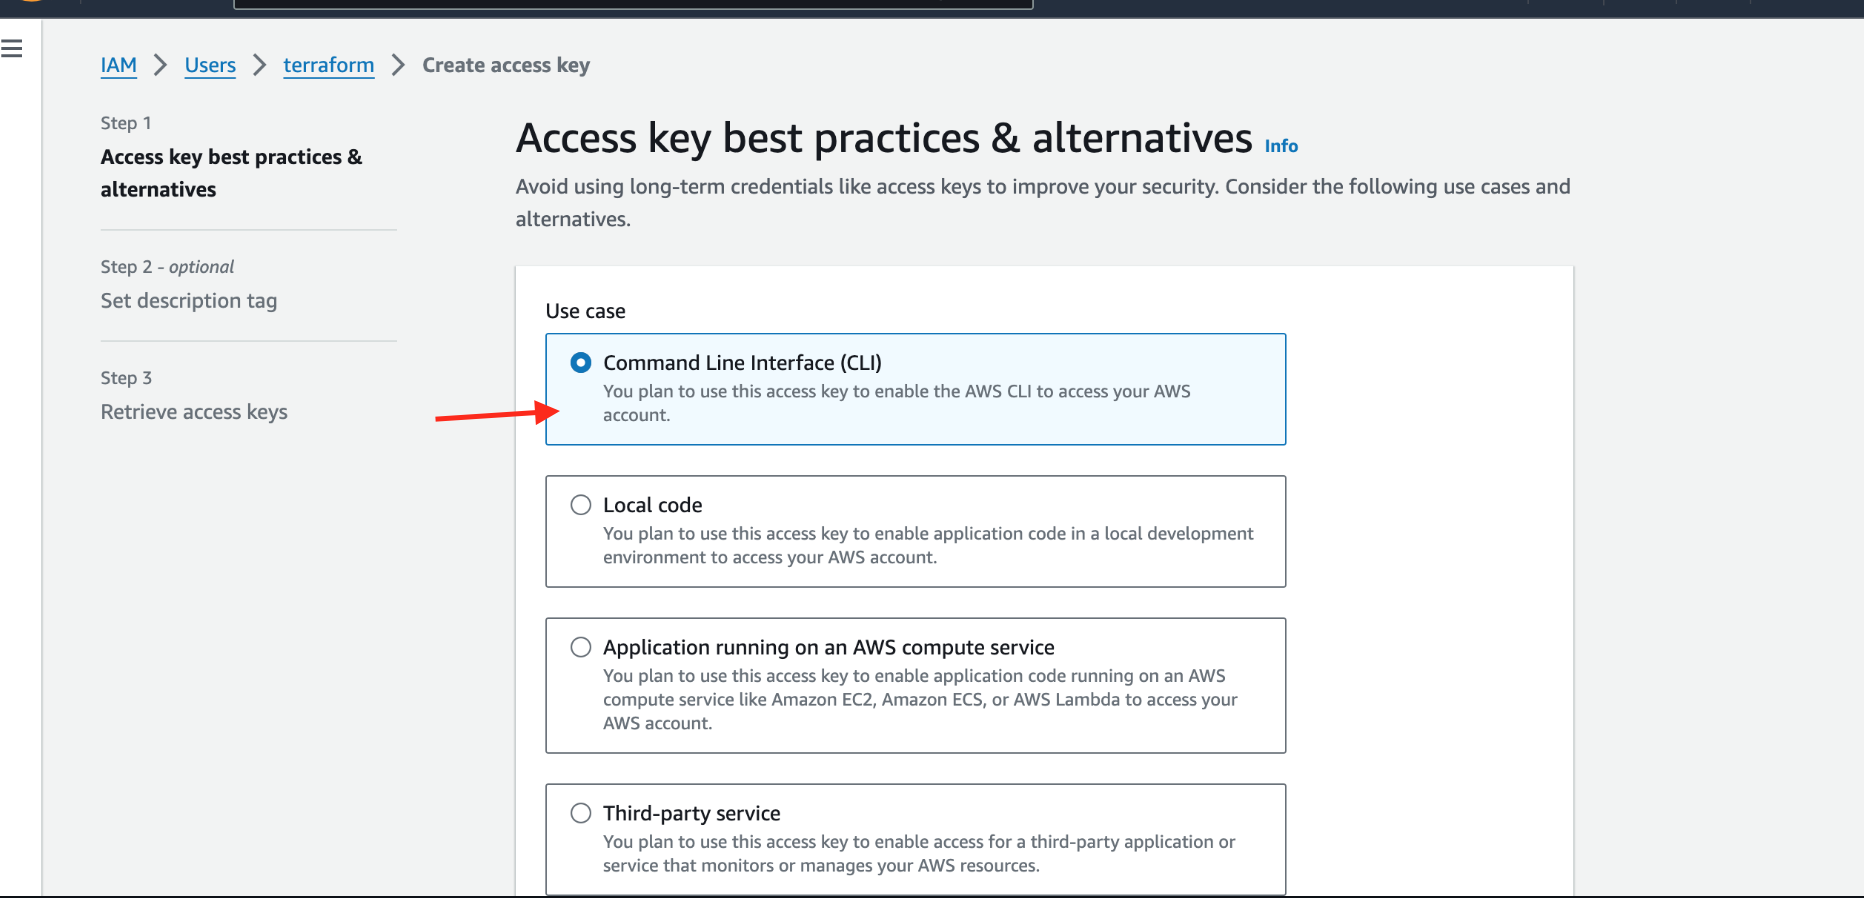 IAM > Users > terraform > Create access key
Step 1
Access key best practices &
alternatives
Step 2 - optional
Set description tag
Step 3
Retrieve access keys
Access key best practices & alternatives Info
Avoid using long-term credentials like access keys to improve your security. Consider the following use cases and
alternatives.
Use case
Command Line Interface (CLI)
You plan to use this access key to enable the AWS CLI to access your AWS
account.
Local code
You plan to use this access key to enable application code in a local development
environment to access your AWS account.
Application running on an AWS compute service
You plan to use this access key to enable application code running on an AWS
compute service like Amazon EC2, Amazon ECS, or AWS Lambda to access your
AWS account.
Third-party service
You plan to use this access key to enable access for a third-party application or
service that monitors or manages your AWS resources.